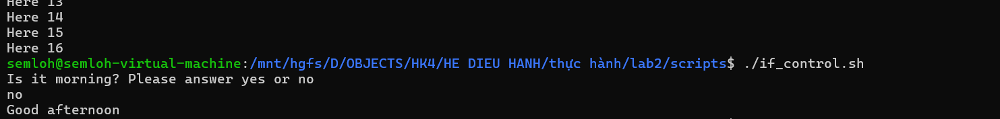 Here 13
Here 14
Here 15
Here 16
semloh@semloh-virtual-machine:/mnt/hgfs/D/OBJECTS/HK4/HE DIEU HANH/thực hành/lab2/scripts$ ./if_control.sh
Is it morning? Please answer yes or no
no
Good afternoon